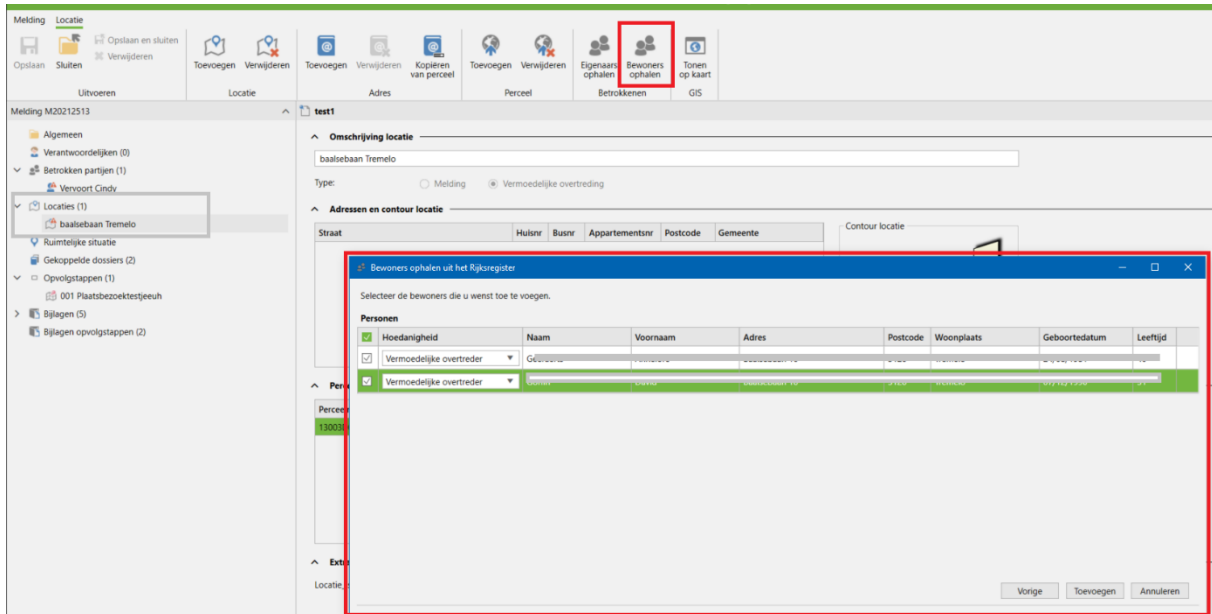 Melding Locatie
Opslaan Sluiten Opslaan en sluiten Verwijderen
Toevoegen Verwijderen
Toevoegen Verwijderen Kopiëren van perceel
Toevoegen Verwijderen
Eigenaars ophalen Bewoners ophalen
Tonen op kaart
Uitvoeren Locatie Adres Perceel Betrokkenen GIS
Melding M20212513
test1
Algemeen
Verantwoordelijken (0)
Betrokken partijen (1)
Vervoort Cindy
Locaties (1)
baalsebaan Tremelo
Ruimtelijke situatie
Gekoppelde dossiers (2)
Opvolgstappen (1)
001 Plaatsbezoektestjeeuh
Bijlagen (5)
Bijlagen opvolgstappen (2)
Omschrijving locatie
baalsebaan Tremelo
Type: Melding Vermoedelijke overtreding
Adressen en contour locatie
Straat Huisnr Busnr Appartementsnr Postcode Gemeente
Contour locatie
Bewoners ophalen uit het Rijksregister
Selecteer de bewoners die u wenst toe te voegen.
Personen
Hoedanigheid Naam Voornaam Adres Postcode Woonplaats Geboortedatum Leeftijd
Vermoedelijke overtreder
Vermoedelijke overtreder
Vorige Toevoegen Annuleren
Locatie,